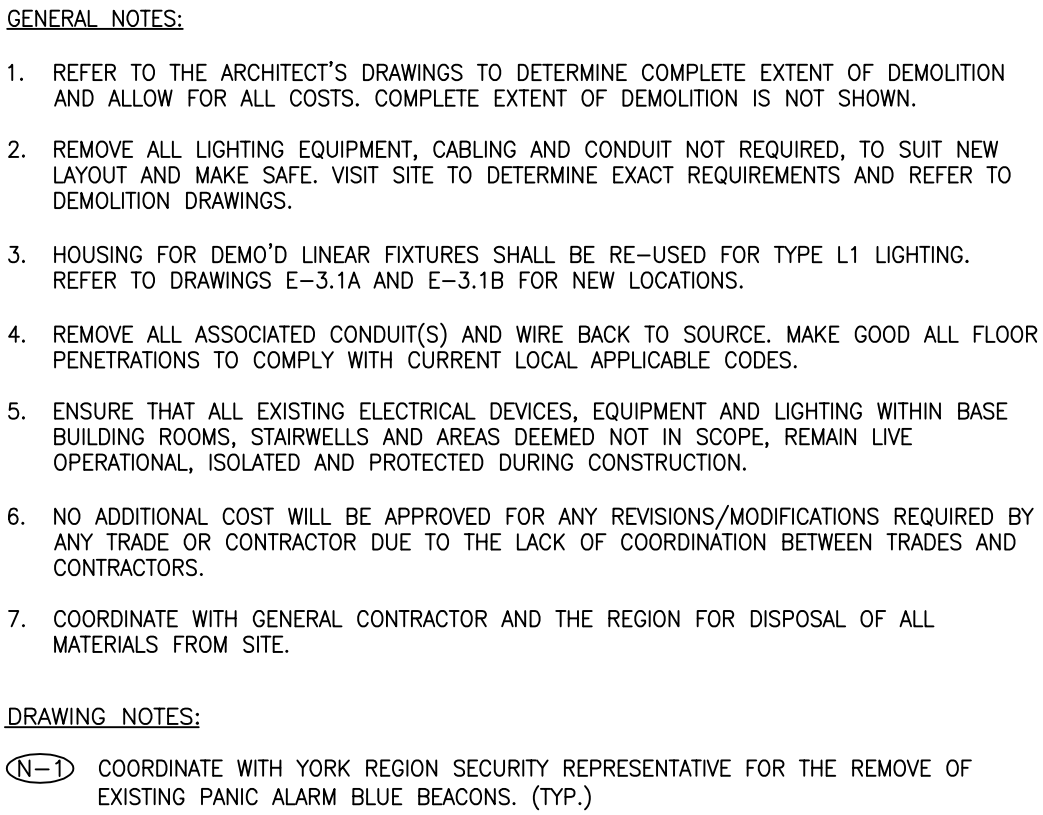 GENERAL NOTES:
1. REFER TO THE ARCHITECT'S DRAWINGS TO DETERMINE COMPLETE EXTENT OF DEMOLITION
AND ALLOW FOR ALL COSTS. COMPLETE EXTENT OF DEMOLITION IS NOT SHOWN.
2. REMOVE ALL LIGHTING EQUIPMENT, CABLING AND CONDUIT NOT REQUIRED, TO SUIT NEW
LAYOUT AND MAKE SAFE. VISIT SITE TO DETERMINE EXACT REQUIREMENTS AND REFER TO
DEMOLITION DRAWINGS.
3. HOUSING FOR DEMO'D LINEAR FIXTURES SHALL BE RE-USED FOR TYPE L1 LIGHTING.
REFER TO DRAWINGS E-3.1A AND E-3.1B FOR NEW LOCATIONS.
4. REMOVE ALL ASSOCIATED CONDUIT(S) AND WIRE BACK TO SOURCE. MAKE GOOD ALL FLOOR
PENETRATIONS TO COMPLY WITH CURRENT LOCAL APPLICABLE CODES.
5. ENSURE THAT ALL EXISTING ELECTRICAL DEVICES, EQUIPMENT AND LIGHTING WITHIN BASE
BUILDING ROOMS, STAIRWELLS AND AREAS DEEMED NOT IN SCOPE, REMAIN LIVE
OPERATIONAL, ISOLATED AND PROTECTED DURING CONSTRUCTION.
6. NO ADDITIONAL COST WILL BE APPROVED FOR ANY REVISIONS/MODIFICATIONS REQUIRED BY
ANY TRADE OR CONTRACTOR DUE TO THE LACK OF COORDINATION BETWEEN TRADES AND
CONTRACTORS.
7. COORDINATE WITH GENERAL CONTRACTOR AND THE REGION FOR DISPOSAL OF ALL
MATERIALS FROM SITE.
DRAWING NOTES:
N-1 COORDINATE WITH YORK REGION SECURITY REPRESENTATIVE FOR THE REMOVE OF
EXISTING PANIC ALARM BLUE BEACONS. (TYP.)